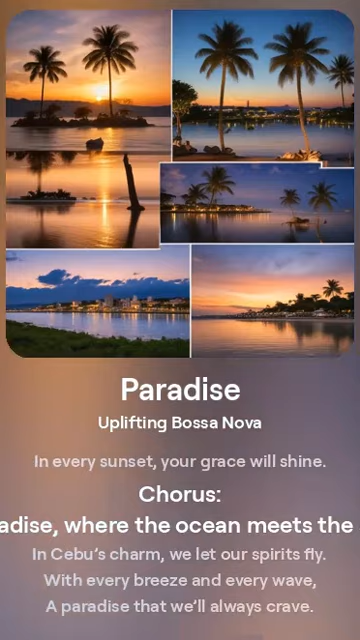 Paradise
Uplifting Bossa Nova
In every sunset, your grace will shine.
Chorus:
adise, where the ocean meets the
In Cebu’s charm, we let our spirits fly.
With every breeze and every wave,
A paradise that we’ll always crave.